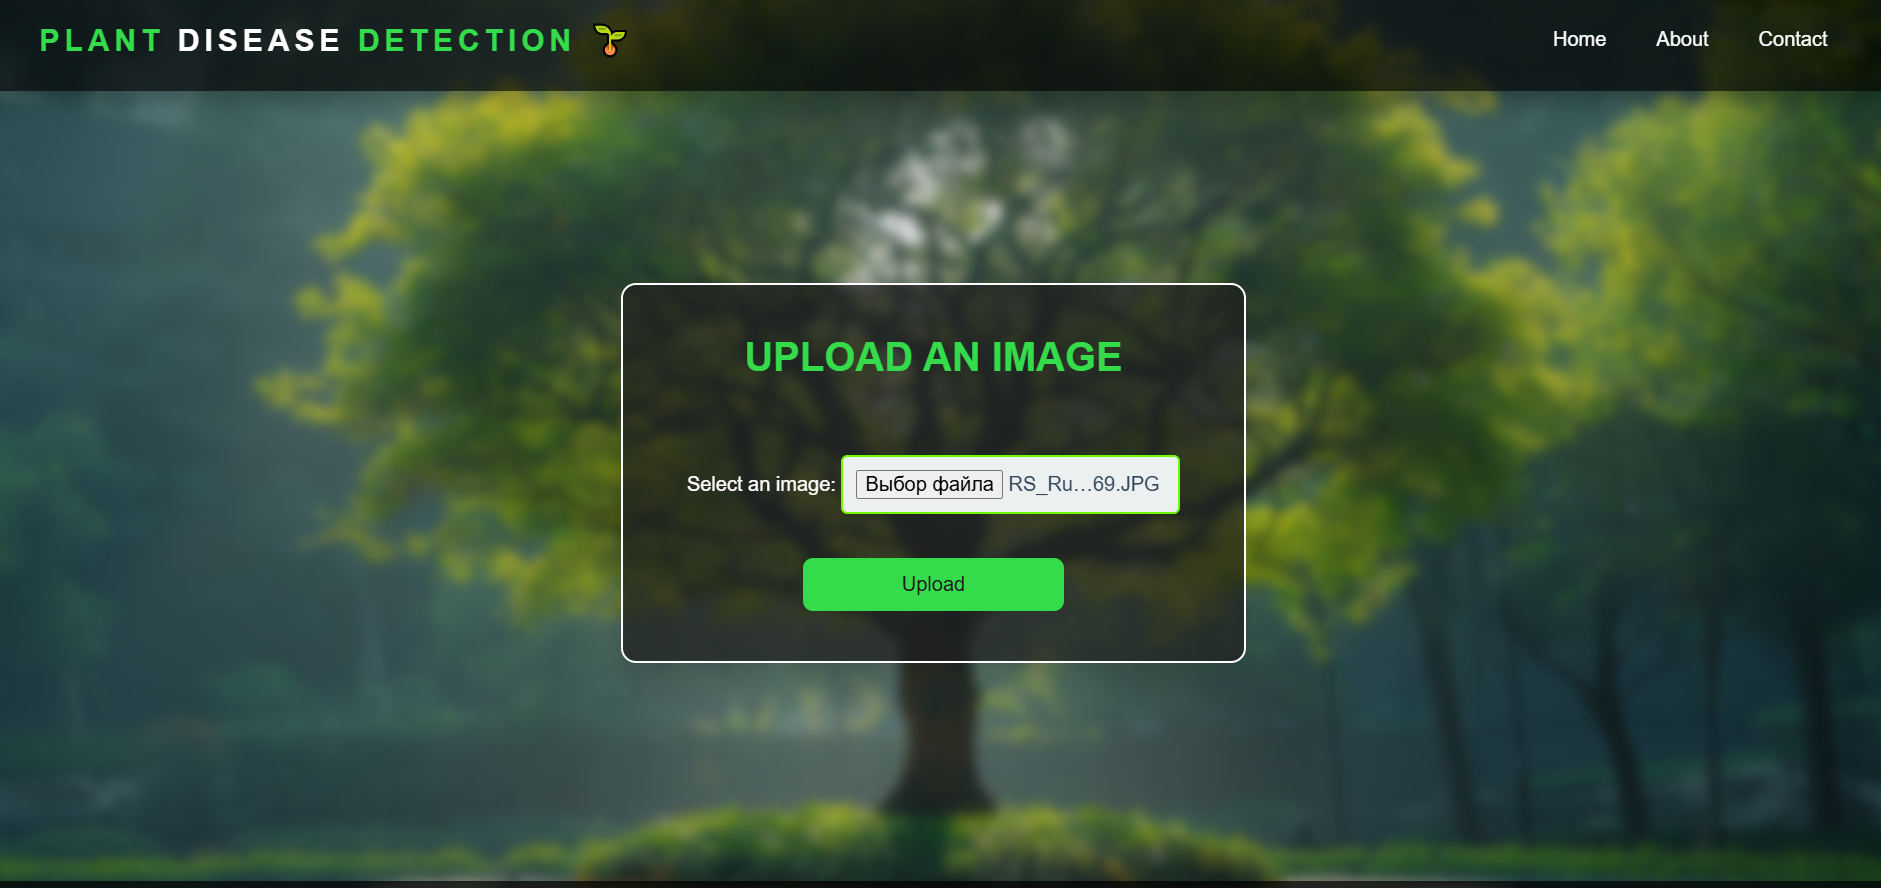 PLANT DISEASE DETECTION
Home About Contact
UPLOAD AN IMAGE
Select an image: Выбор файла RS_Ru...69.JPG
Upload